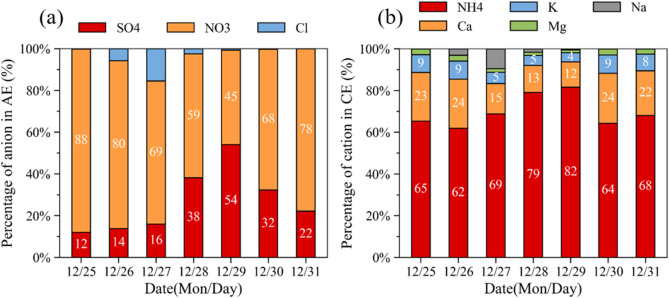 (a)
SO4 NO3 Cl
Percentage of anion in AE (%)
100%
80%
60%
40%
20%
0%
88 80 69 59 45 68 78
12 14 16 38 54 32 22
12/25 12/26 12/27 12/28 12/29 12/30 12/31
Date(Mon/Day)
(b)
NH4 K Na
Ca Mg
Percentage of cation in CE (%)
100%
80%
60%
40%
20%
0%
9 9 5 5 4 9 8
23 24 15 13 12 24 22
65 62 69 79 82 64 68
12/25 12/26 12/27 12/28 12/29 12/30 12/31
Date(Mon/Day)